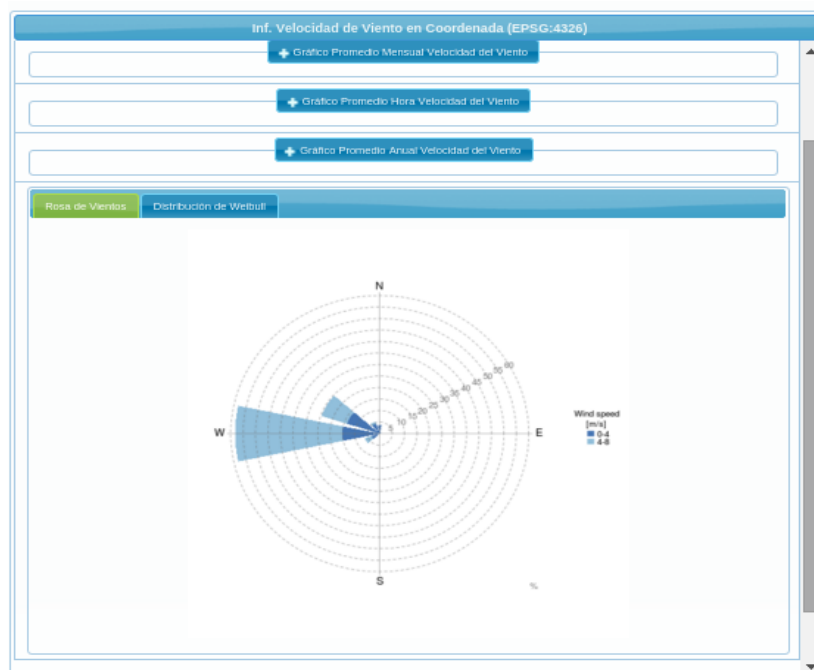 Inf. Velocidad de Viento en Coordenada (EPSG:4326)
Gráfico Promedio Mensual Velocidad del Viento
Gráfico Promedio Hora Velocidad del Viento
Gráfico Promedio Anual Velocidad del Viento
Rosa de Vientos Distribución de Weibull
N
5 10 15 20 25 30 35 40 45 50 55 60
W
E
Wind speed
[m/s]
0-4
4-8
S
%